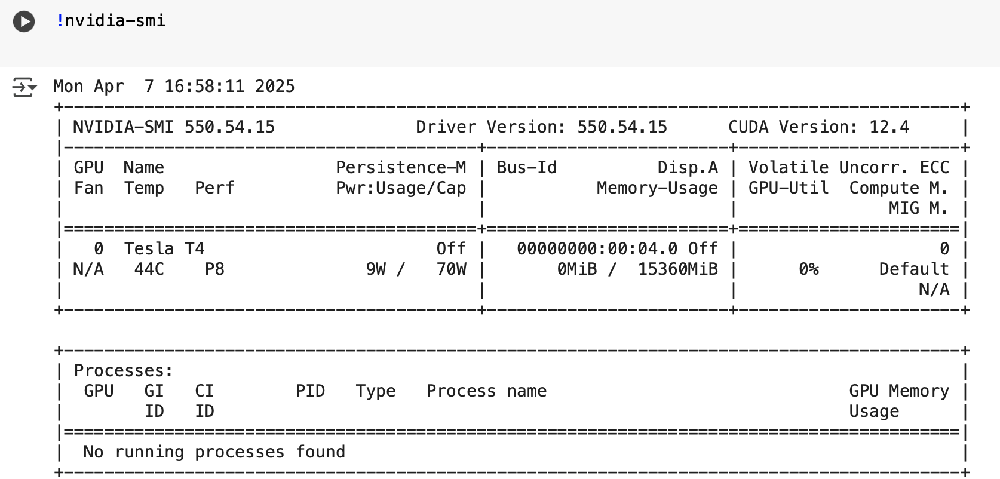 !nvidia-smi
Mon Apr  7 16:58:11 2025
+-----------------------------------------------------------------------------------------+
| NVIDIA-SMI 550.54.15              Driver Version: 550.54.15      CUDA Version: 12.4     |
|-----------------------------------------+------------------------+----------------------+
| GPU  Name                 Persistence-M | Bus-Id          Disp.A | Volatile Uncorr. ECC |
| Fan  Temp   Perf          Pwr:Usage/Cap |           Memory-Usage | GPU-Util  Compute M. |
|                                         |                        |               MIG M. |
|=========================================+========================+======================|
|   0  Tesla T4                       Off |   00000000:00:04.0 Off |                    0 |
| N/A   44C    P8              9W /   70W |       0MiB /  15360MiB |      0%      Default |
|                                         |                        |                  N/A |
+-----------------------------------------+------------------------+----------------------+
+-----------------------------------------------------------------------------------------+
| Processes:                                                                              |
|  GPU   GI   CI        PID   Type   Process name                              GPU Memory |
|        ID   ID                                                               Usage      |
|=========================================================================================|
|  No running processes found                                                             |
+-----------------------------------------------------------------------------------------+